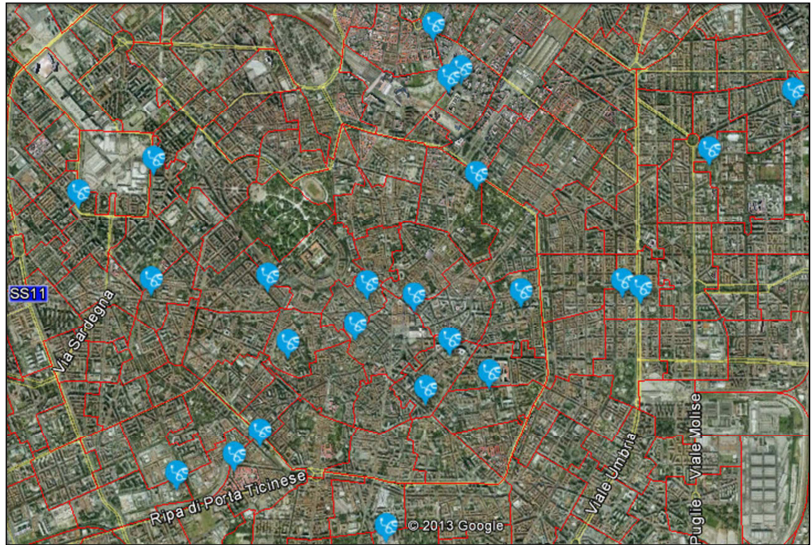 SS11
Via Sardegna
Ripa di Porta Ticinese
© 2013 Google
Viale Umbria
Puglie
Viale Molise